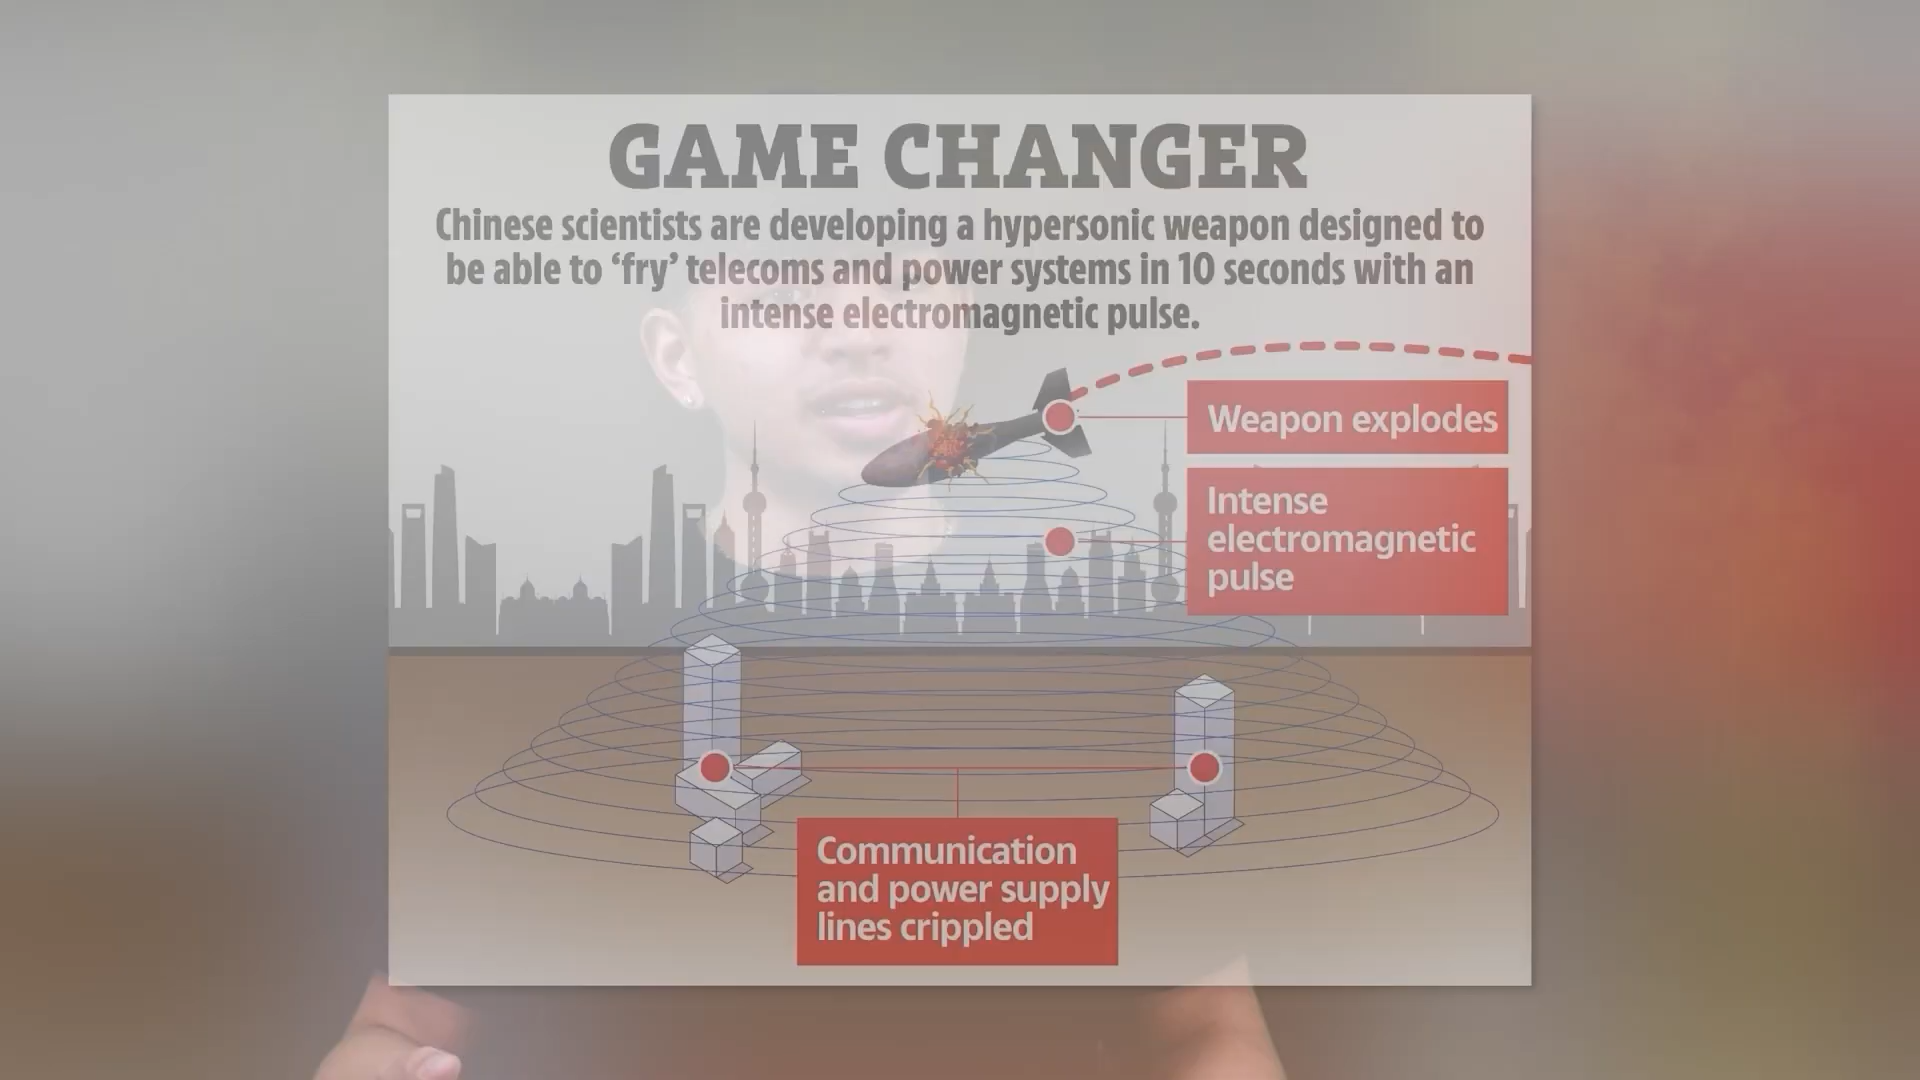 GAME CHANGER
Chinese scientists are developing a hypersonic weapon designed to
be able to ‘fry’ telecoms and power systems in 10 seconds with an
intense electromagnetic pulse.
Weapon explodes
Intense
electromagnetic
pulse
Communication
and power supply
lines crippled